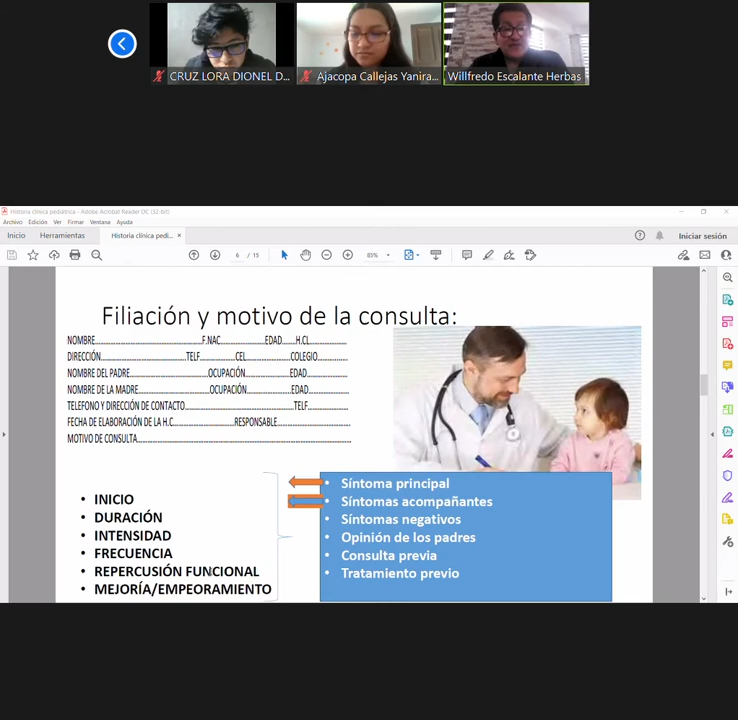 CRUZ LORA DIONEL D...
Ajacopa Callejas Yanira...
Willfredo Escalante Herbas
Historia clínica pediátrica - Adobe Acrobat Reader DC (32-bit)
Archivo Edición Ver Firmar Ventana Ayuda
Inicio Herramientas Historia clínica pedi... × Iniciar sesión
6 / 15 85%
Filiación y motivo de la consulta:
NOMBRE.......................................F.NAC.....................EDAD......H.CL..............
DIRECCIÓN................................TELF.............CEL................COLEGIO............
NOMBRE DEL PADRE.............................OCUPACIÓN.................EDAD...............
NOMBRE DE LA MADRE..........................OCUPACIÓN...............EDAD...............
TELEFONO Y DIRECCIÓN DE CONTACTO.........................................TELF..............
FECHA DE ELABORACIÓN DE LA H.C.......................RESPONSABLE..........................
MOTIVO DE CONSULTA................................................................................
INICIO
DURACIÓN
INTENSIDAD
FRECUENCIA
REPERCUSIÓN FUNCIONAL
MEJORÍA/EMPEORAMIENTO
Síntoma principal
Síntomas acompañantes
Síntomas negativos
Opinión de los padres
Consulta previa
Tratamiento previo